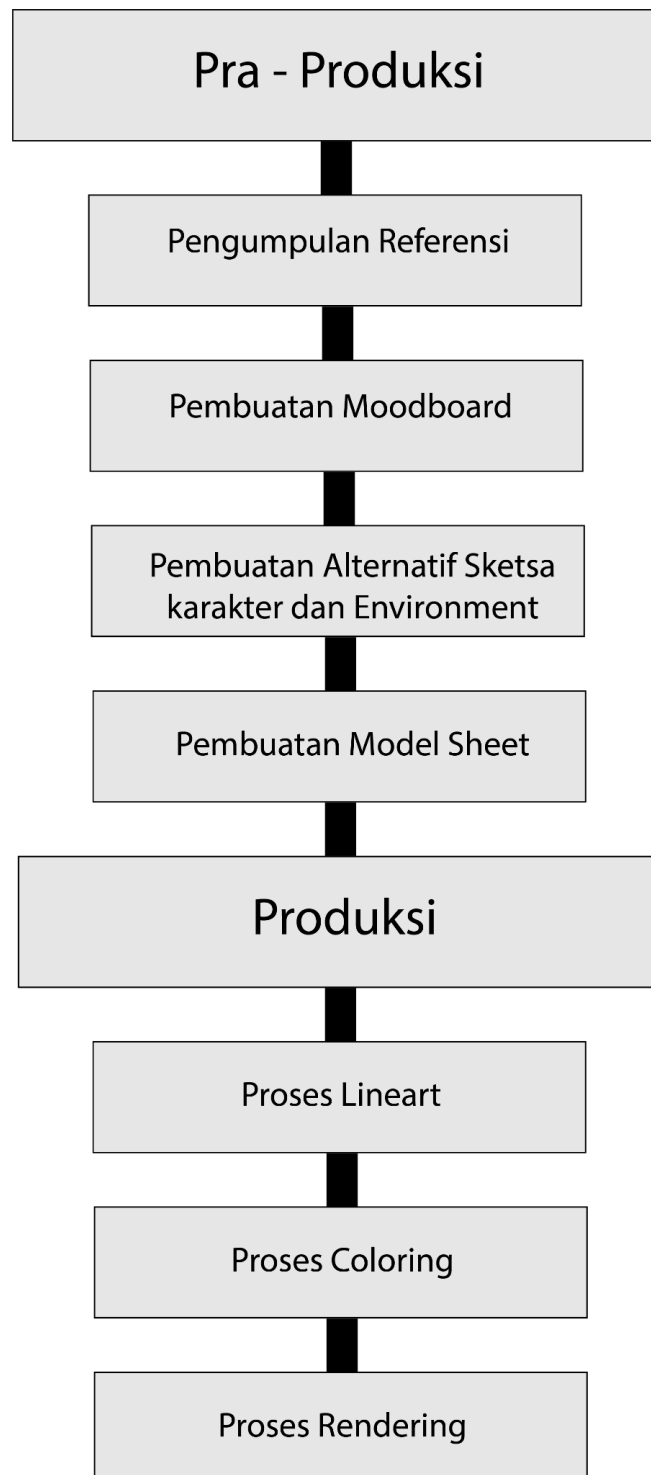 Pra - Produksi
Pengumpulan Referensi
Pembuatan Moodboard
Pembuatan Alternatif Sketsa
karakter dan Environment
Pembuatan Model Sheet
Produksi
Proses Lineart
Proses Coloring
Proses Rendering